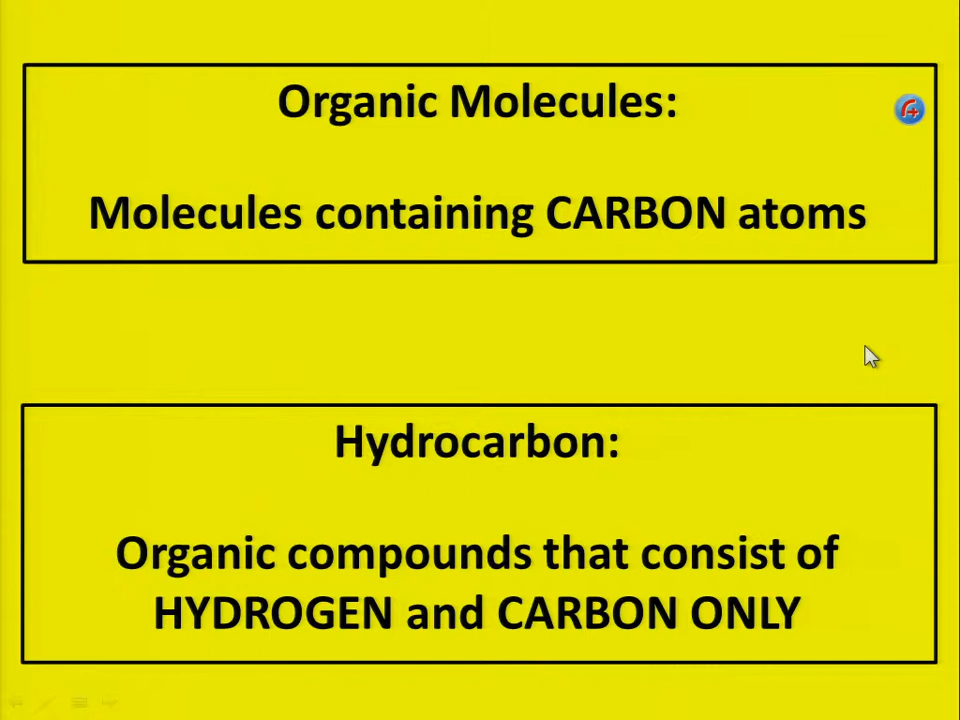 Organic Molecules:
Molecules containing CARBON atoms
Hydrocarbon:
Organic compounds that consist of
HYDROGEN and CARBON ONLY